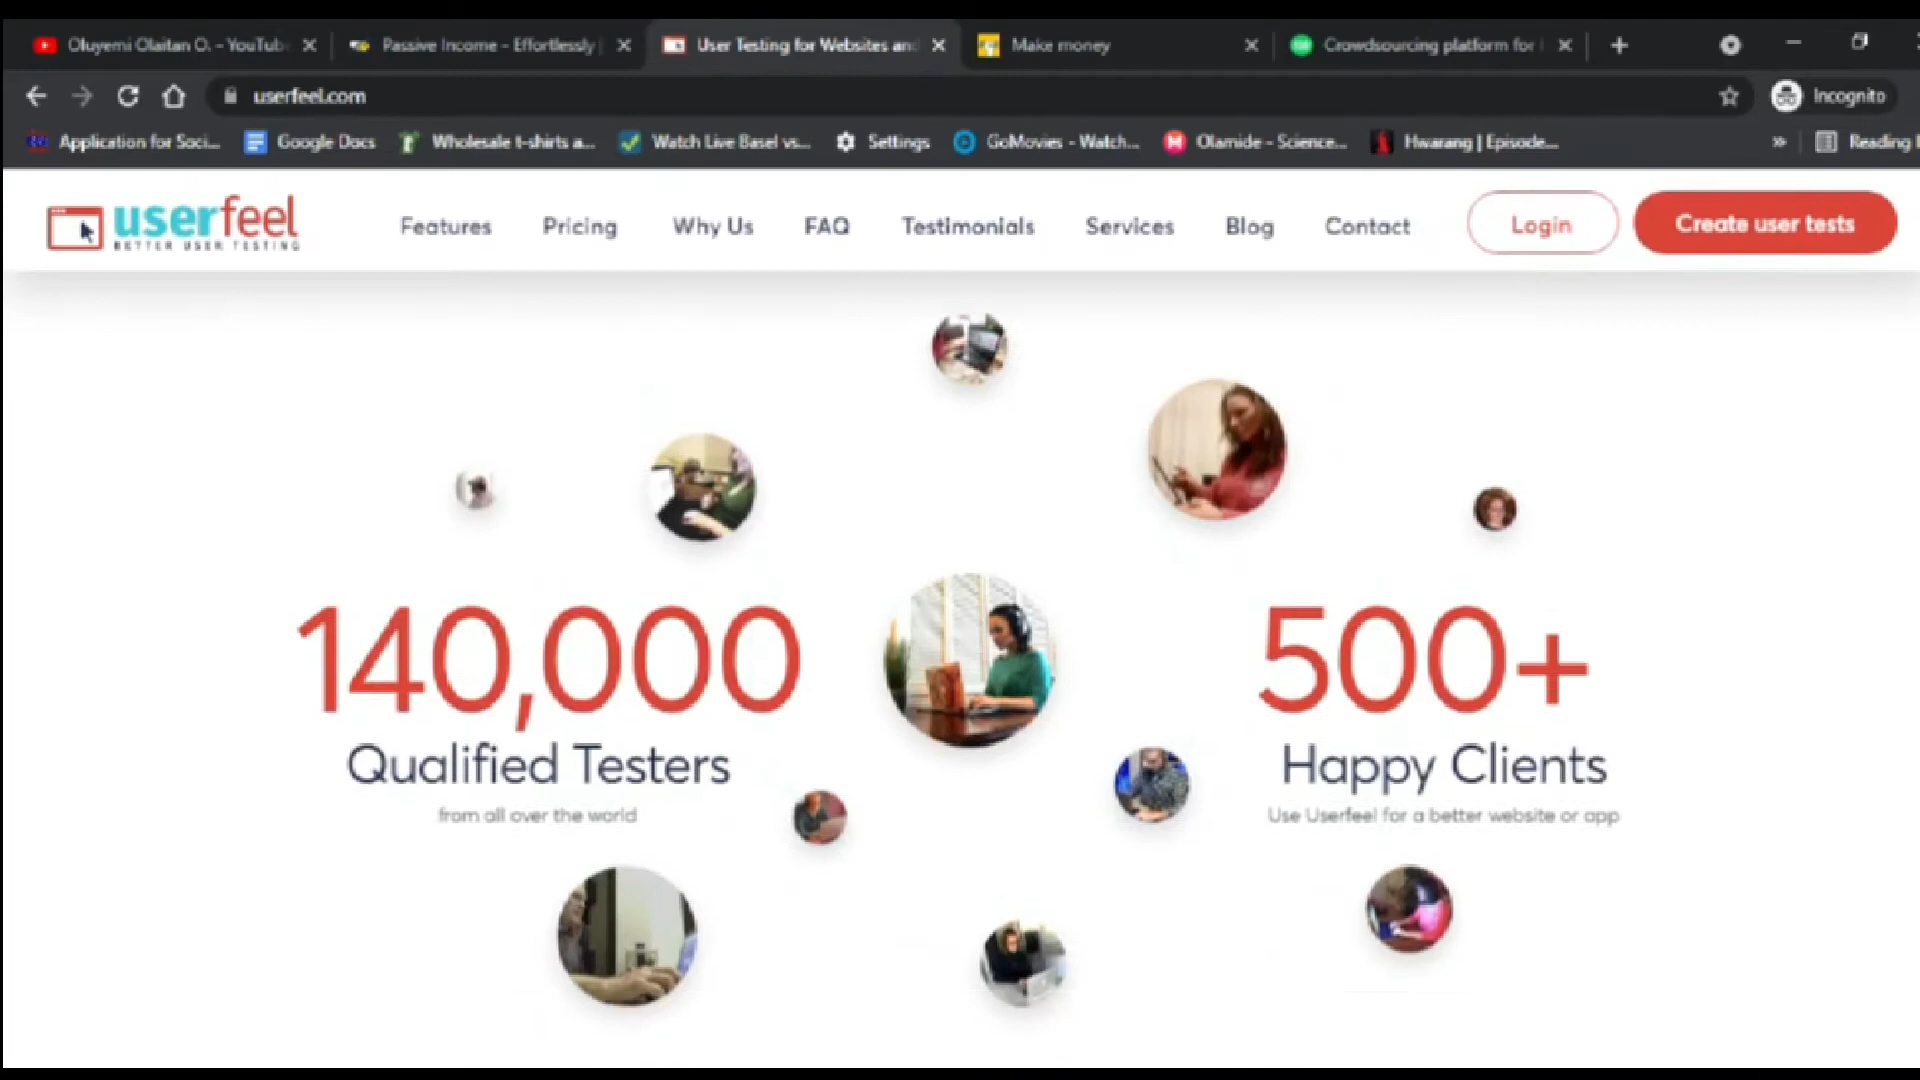 Oluyemi Olaitan O. - YouTub
Passive Income - Effortlessly
User Testing for Websites and
Make money
Crowdsourcing platform for
userfeel.com
Incognito
Application for Soci...
Google Docs
Wholesale t-shirts a...
Watch Live Basel vs...
Settings
GoMovies - Watch...
Olamide - Science...
Hwarang | Episode...
Reading
userfeel
BETTER USER TESTING
Features
Pricing
Why Us
FAQ
Testimonials
Services
Blog
Contact
Login
Create user tests
140,000
Qualified Testers
from all over the world
500+
Happy Clients
Use Userfeel for a better website or app